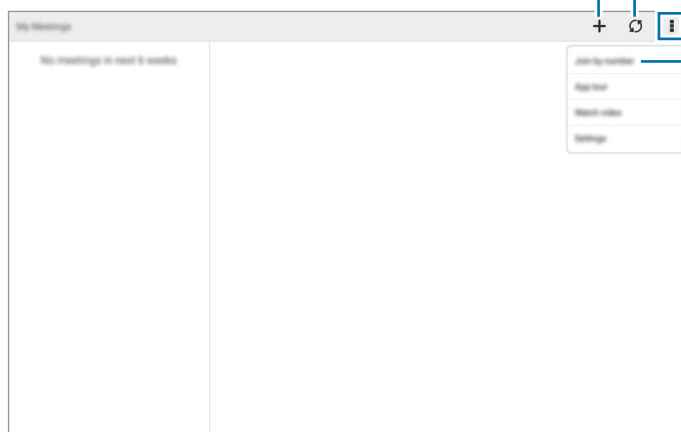 My Meetings
No meetings in next 6 weeks
Join by number
App tour
Watch video
Settings